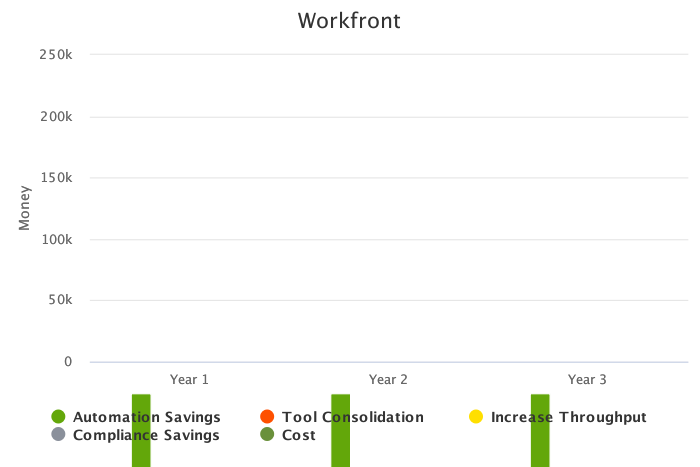 Workfront
250k
200k
150k
100k
50k
0
Money
Year 1 Year 2 Year 3
Automation Savings Tool Consolidation Increase Throughput
Compliance Savings Cost